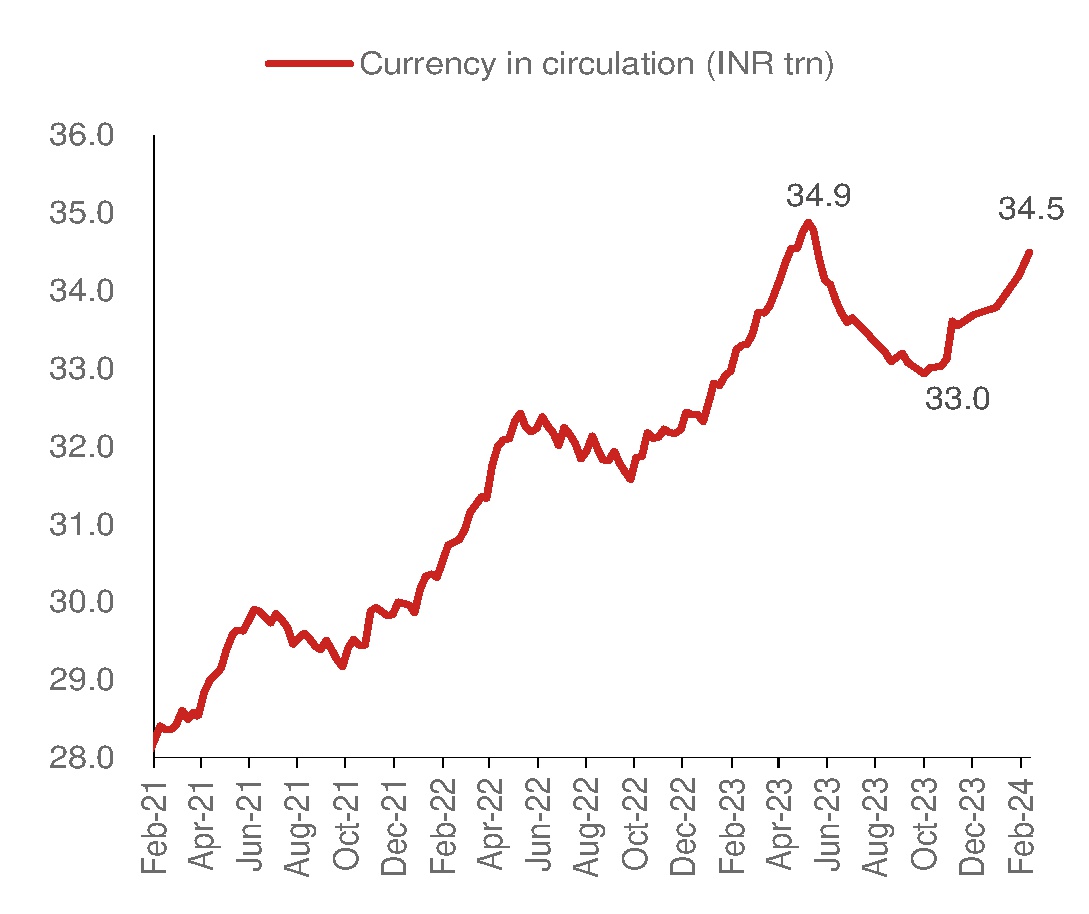 Currency in circulation (INR trn)
36.0
35.0
34.0
33.0
32.0
31.0
30.0
29.0
28.0
34.9
34.5
33.0
Feb-21
Apr-21
Jun-21
Aug-21
Oct-21
Dec-21
Feb-22
Apr-22
Jun-22
Aug-22
Oct-22
Dec-22
Feb-23
Apr-23
Jun-23
Aug-23
Oct-23
Dec-23
Feb-24